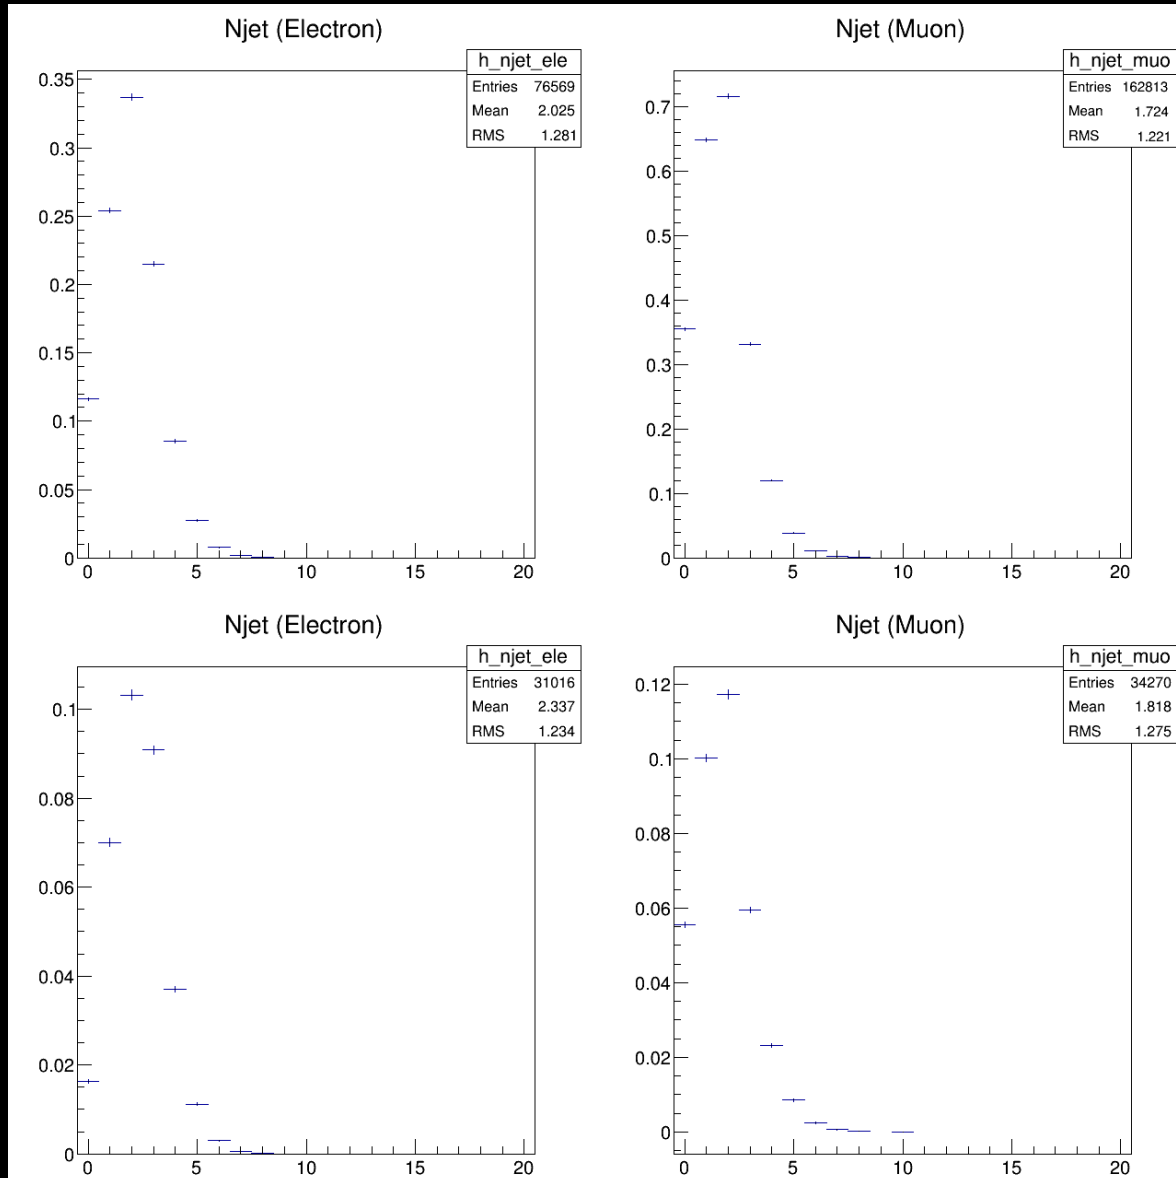 Njet (Electron)
h_njet_ele
Entries 76569
Mean 2.025
RMS 1.281
0.35
0.3
0.25
0.2
0.15
0.1
0.05
0
0 5 10 15 20
Njet (Muon)
h_njet_muo
Entries 162813
Mean 1.724
RMS 1.221
0.7
0.6
0.5
0.4
0.3
0.2
0.1
0
0 5 10 15 20
Njet (Electron)
h_njet_ele
Entries 31016
Mean 2.337
RMS 1.234
0.1
0.08
0.06
0.04
0.02
0
0 5 10 15 20
Njet (Muon)
h_njet_muo
Entries 34270
Mean 1.818
RMS 1.275
0.12
0.1
0.08
0.06
0.04
0.02
0
0 5 10 15 20